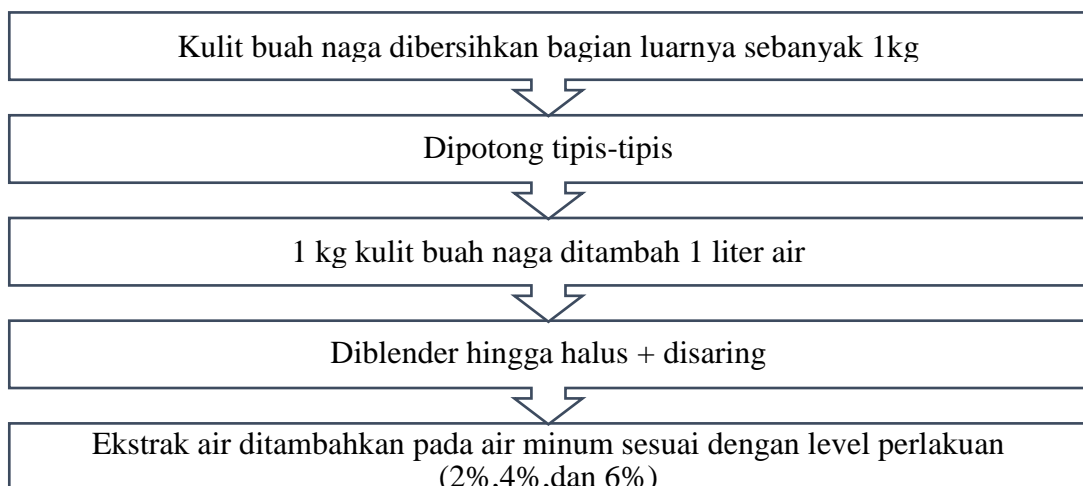 Kulit buah naga dibersihkan bagian luarnya sebanyak 1kg
Dipotong tipis-tipis
1 kg kulit buah naga ditambah 1 liter air
Diblender hingga halus + disaring
Ekstrak air ditambahkan pada air minum sesuai dengan level perlakuan
(2%,4%,dan 6%)